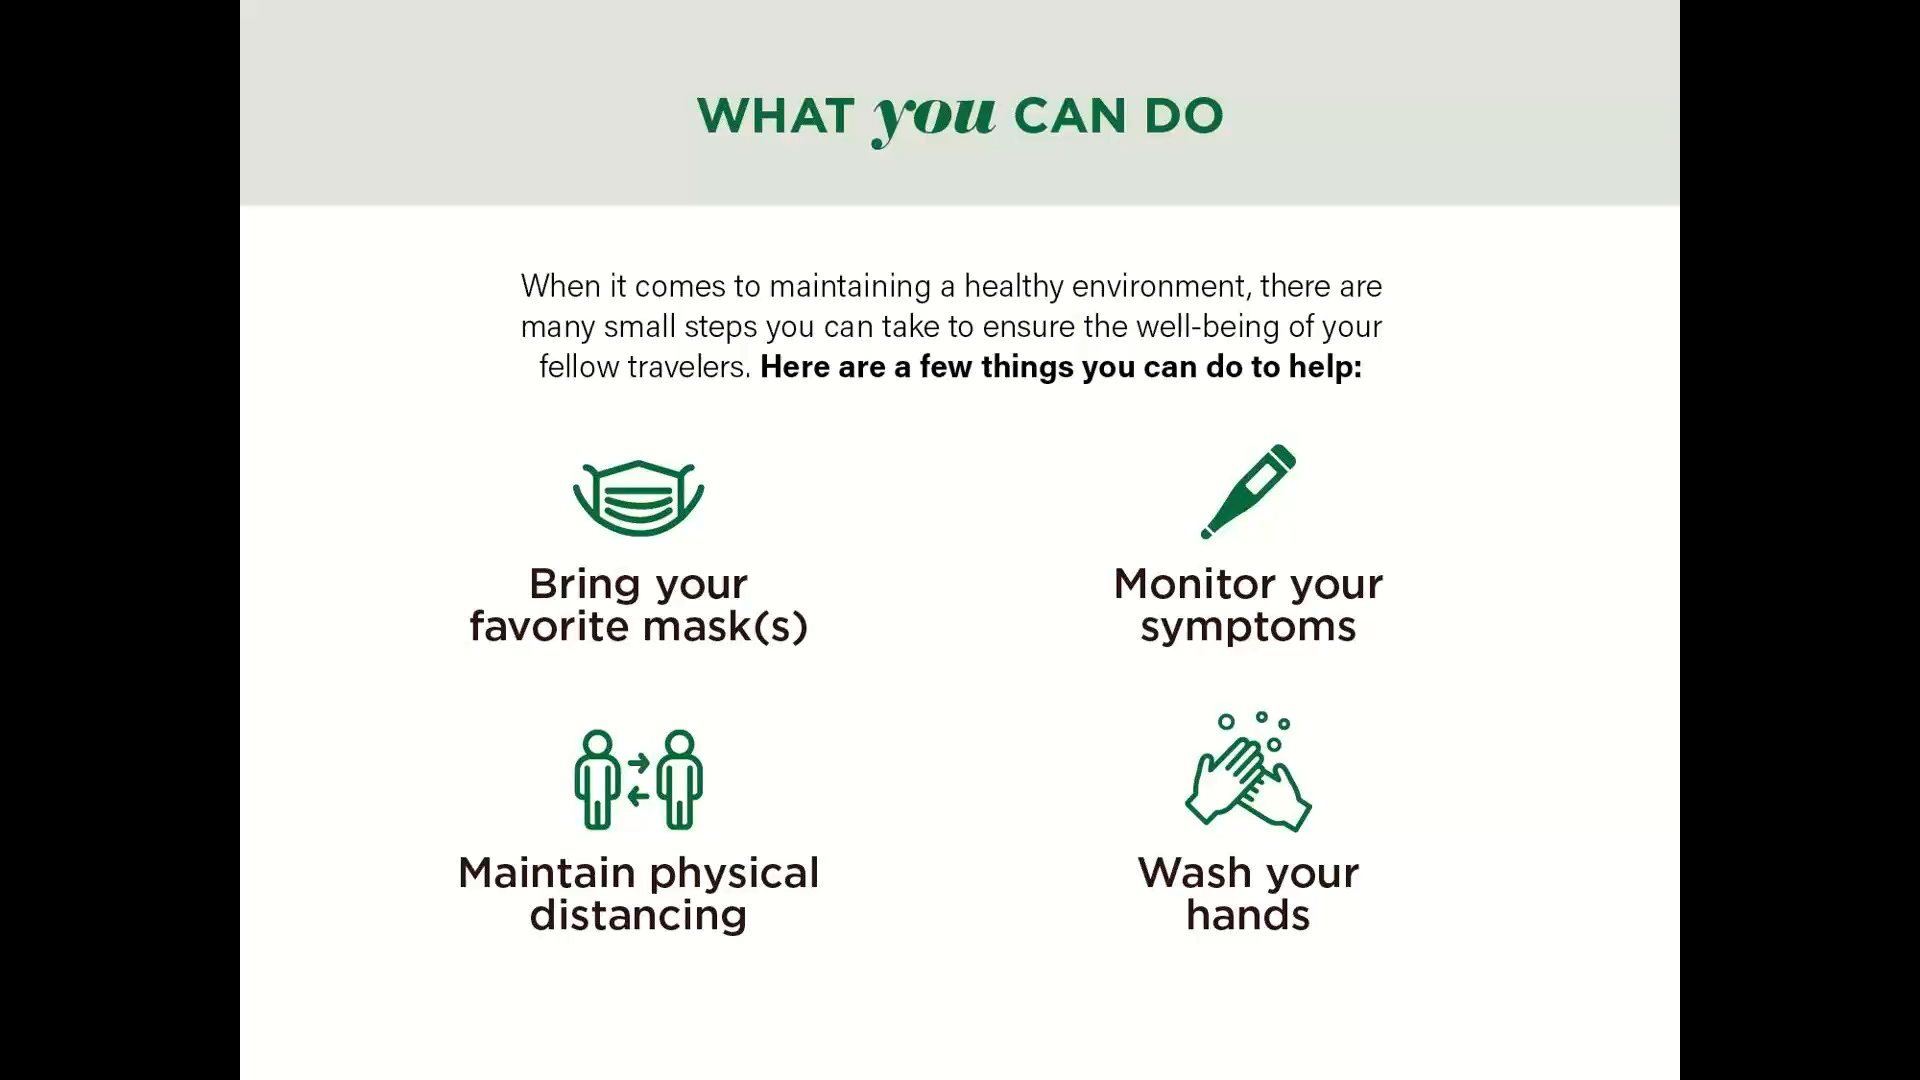 WHAT you CAN DO
When it comes to maintaining a healthy environment, there are
many small steps you can take to ensure the well-being of your
fellow travelers. Here are a few things you can do to help:
Bring your
favorite mask(s)
Monitor your
symptoms
Maintain physical
distancing
Wash your
hands